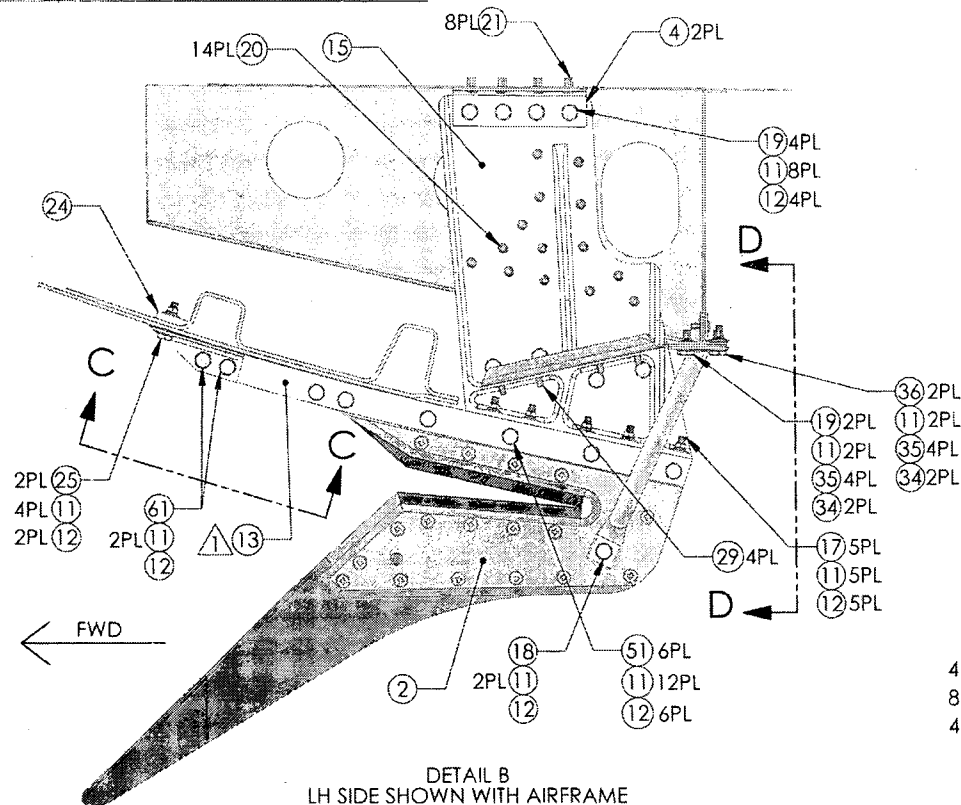 8PL 21
4 2PL
14PL 20
15
19 4PL
11 8PL
12 4PL
24
D
C
C
36 2PL
11 2PL
35 4PL
34 2PL
19 2PL
11 2PL
35 4PL
34 2PL
2PL 25
4PL 11
2PL 12
61
2PL 11
12
1 13
29 4PL
17 5PL
11 5PL
12 5PL
D
FWD
2
18
2PL 11
12
51 6PL
11 12PL
12 6PL
4
8
4
DETAIL B
LH SIDE SHOWN WITH AIRFRAME